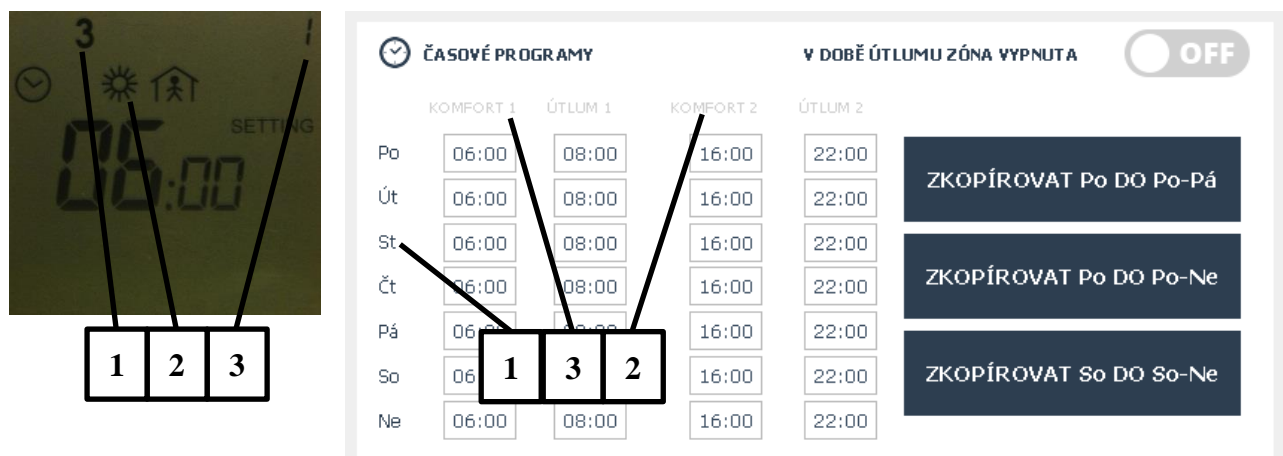 3 1
SETTING
06:00
1 2 3
ČASOVÉ PROGRAMY V DOBĚ ÚTLUMU ZÓNA VYPNUTA OFF
KOMFORT 1 ÚTLUM 1 KOMFORT 2 ÚTLUM 2
Po 06:00 08:00 16:00 22:00
Út 06:00 08:00 16:00 22:00
St 06:00 08:00 16:00 22:00
Čt 06:00 08:00 16:00 22:00
Pá 06:00 08:00 16:00 22:00
So 06 16:00 22:00
Ne 06:00 08:00 16:00 22:00
1 3 2
ZKOPÍROVAT Po DO Po-Pá
ZKOPÍROVAT Po DO Po-Ne
ZKOPÍROVAT So DO So-Ne